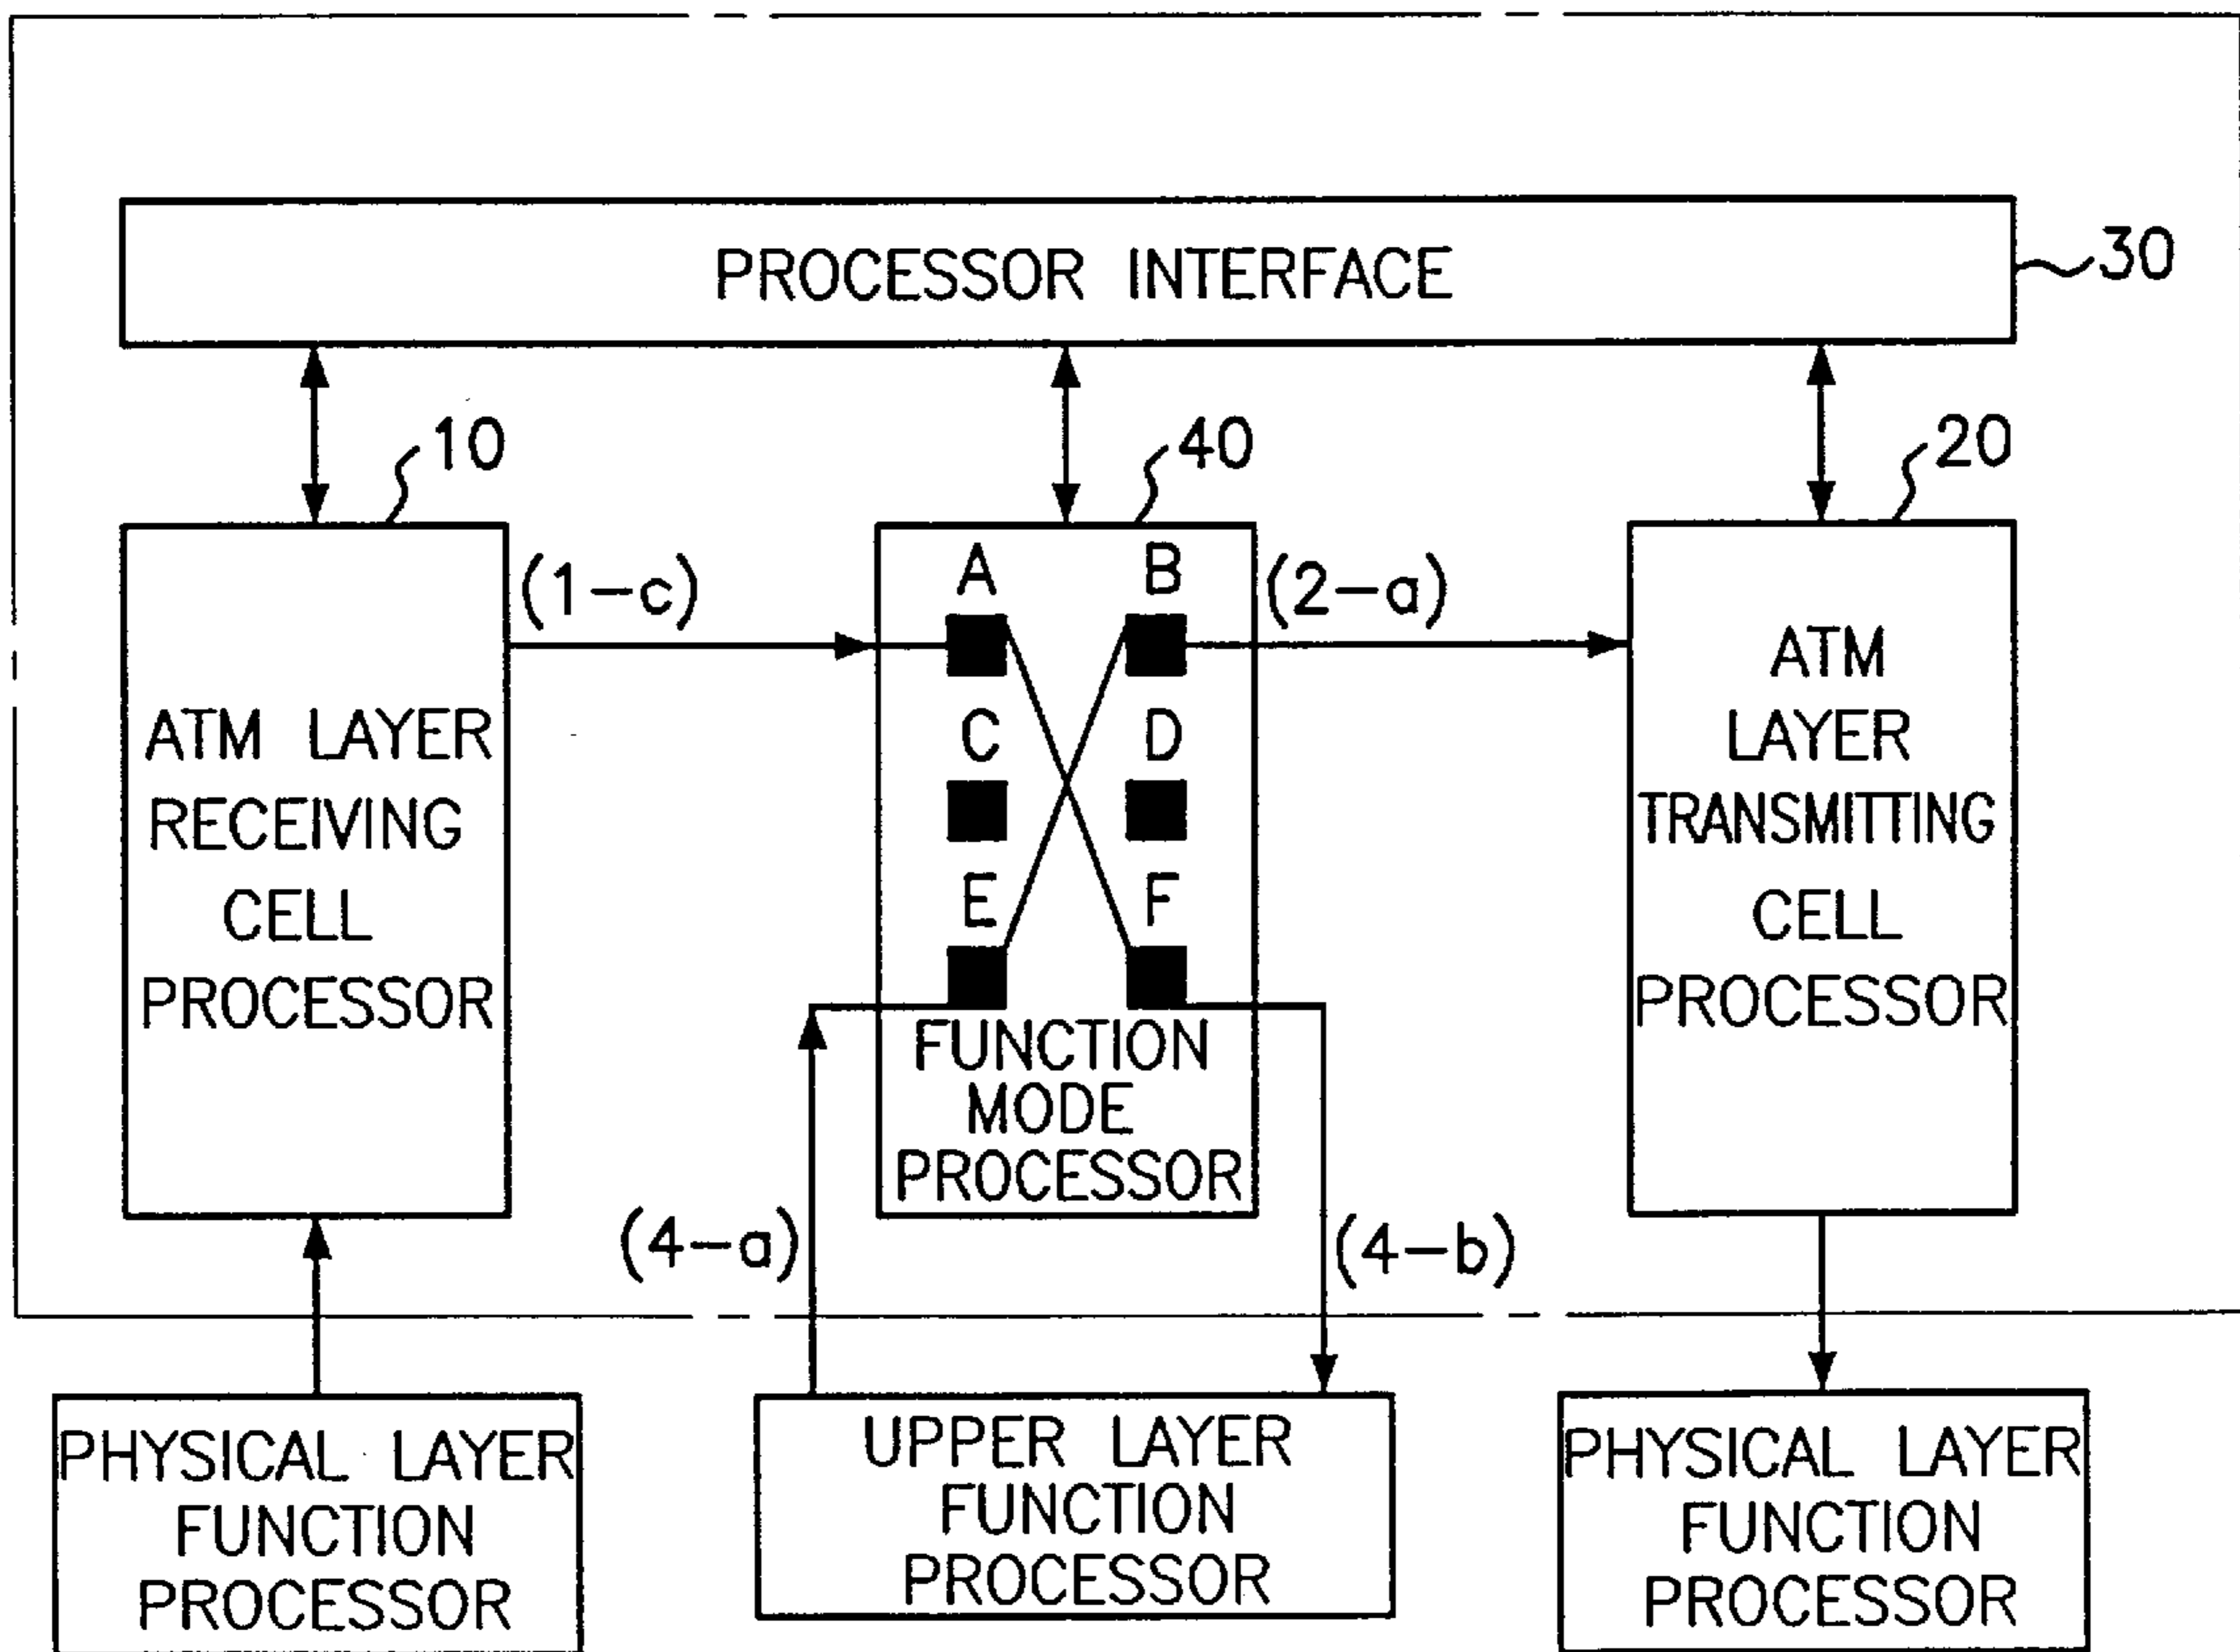 PROCESSOR INTERFACE
30
10
40
20
(1-c)
A
B
(2-a)
C
D
E
F
ATM LAYER
RECEIVING
CELL
PROCESSOR
FUNCTION
MODE
PROCESSOR
ATM
LAYER
TRANSMITTING
CELL
PROCESSOR
(4-a)
(4-b)
PHYSICAL LAYER
FUNCTION
PROCESSOR
UPPER LAYER
FUNCTION
PROCESSOR
PHYSICAL LAYER
FUNCTION
PROCESSOR